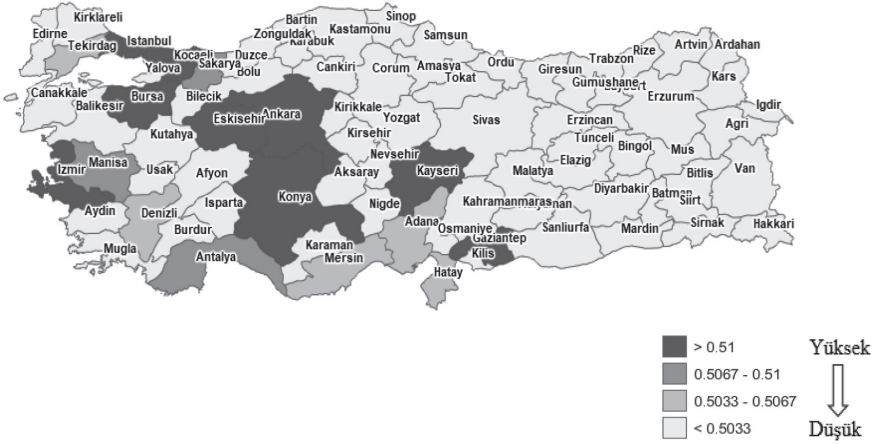 Kirklareli
Edirne
Tekirdag
Istanbul
Kocaeli
Yalova
Sakarya
Duzce
Bolu
Zonguldak
Bartin
Karabuk
Kastamonu
Sinop
Samsun
Cankiri
Corum
Amasya
Tokat
Ordu
Giresun
Trabzon
Rize
Artvin
Ardahan
Gumushane
Kars
Erzurum
Igdir
Agri
Canakkale
Balikesir
Bursa
Bilecik
Eskisehir
Ankara
Kirikkale
Yozgat
Sivas
Erzincan
Tunceli
Bingol
Mus
Kutahya
Kirsehir
Nevsehir
Kayseri
Malatya
Elazig
Bitlis
Van
Izmir
Manisa
Usak
Afyon
Konya
Aksaray
Nigde
Kahramanmaras
Diyarbakir
Batman
Siirt
Aydin
Denizli
Isparta
Burdur
Adana
Osmaniye
Gaziantep
Kilis
Sanliurfa
Mardin
Sirnak
Hakkari
Mugla
Antalya
Karaman
Mersin
Hatay
> 0.51
0.5067 - 0.51
0.5033 - 0.5067
< 0.5033
Yüksek
Düşük